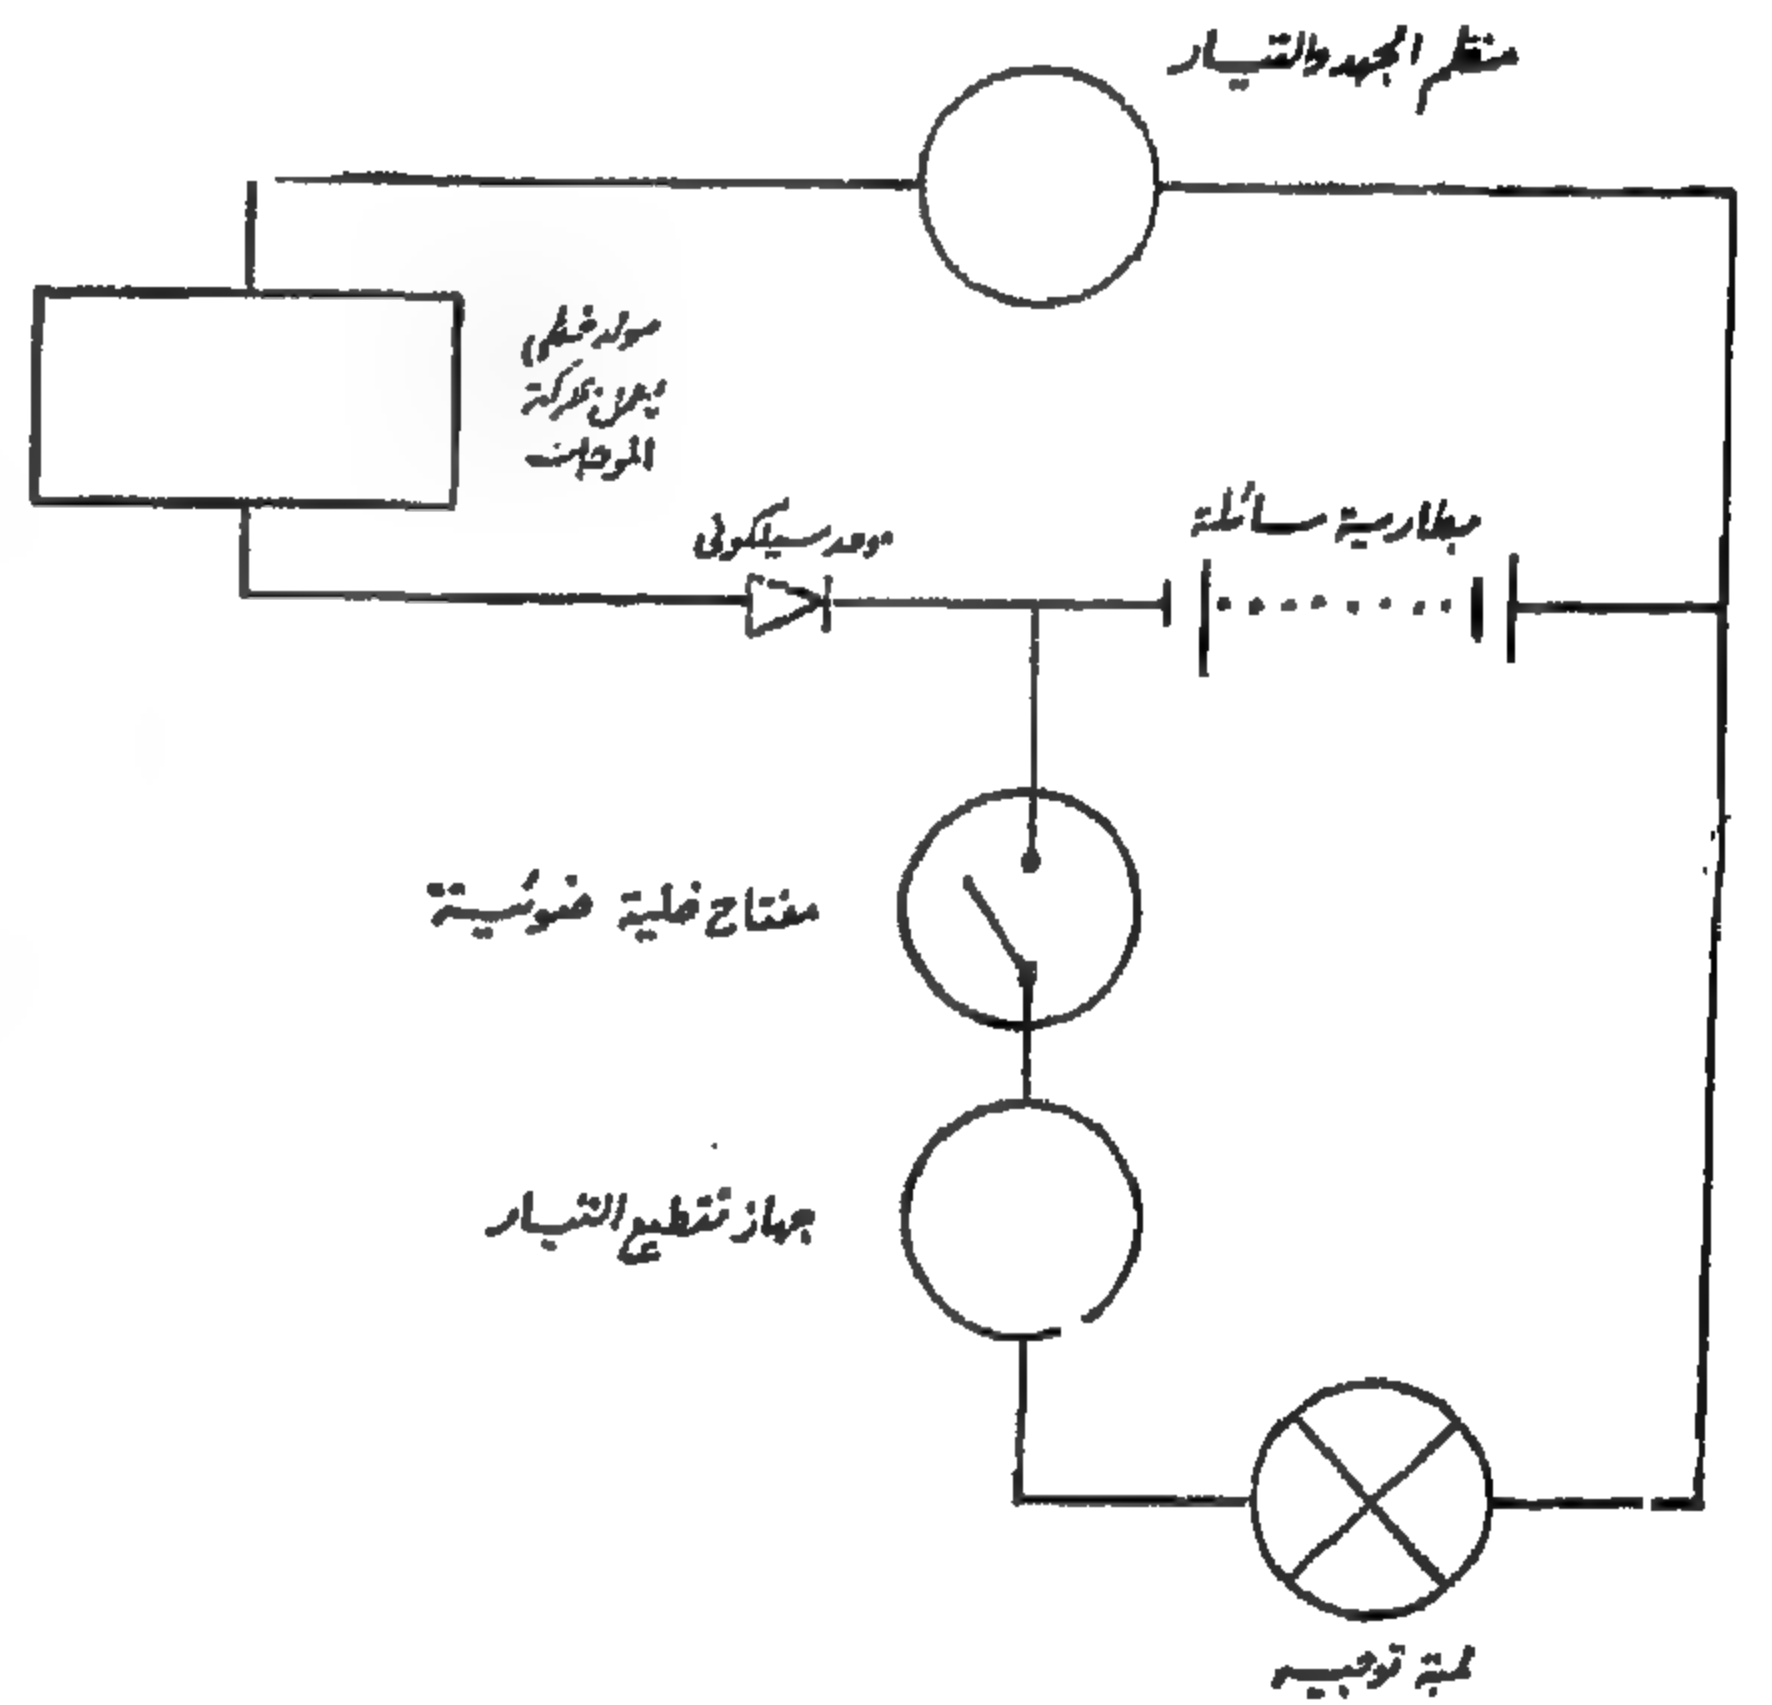 منظم الجهد والتيار
مولد خطي
يعمل بحركة
الموجات
موحد سيليكوني
بطارية سائلة
مفتاح خلية ضوئية
جهاز تقطيع التيار
لمبة توجيه